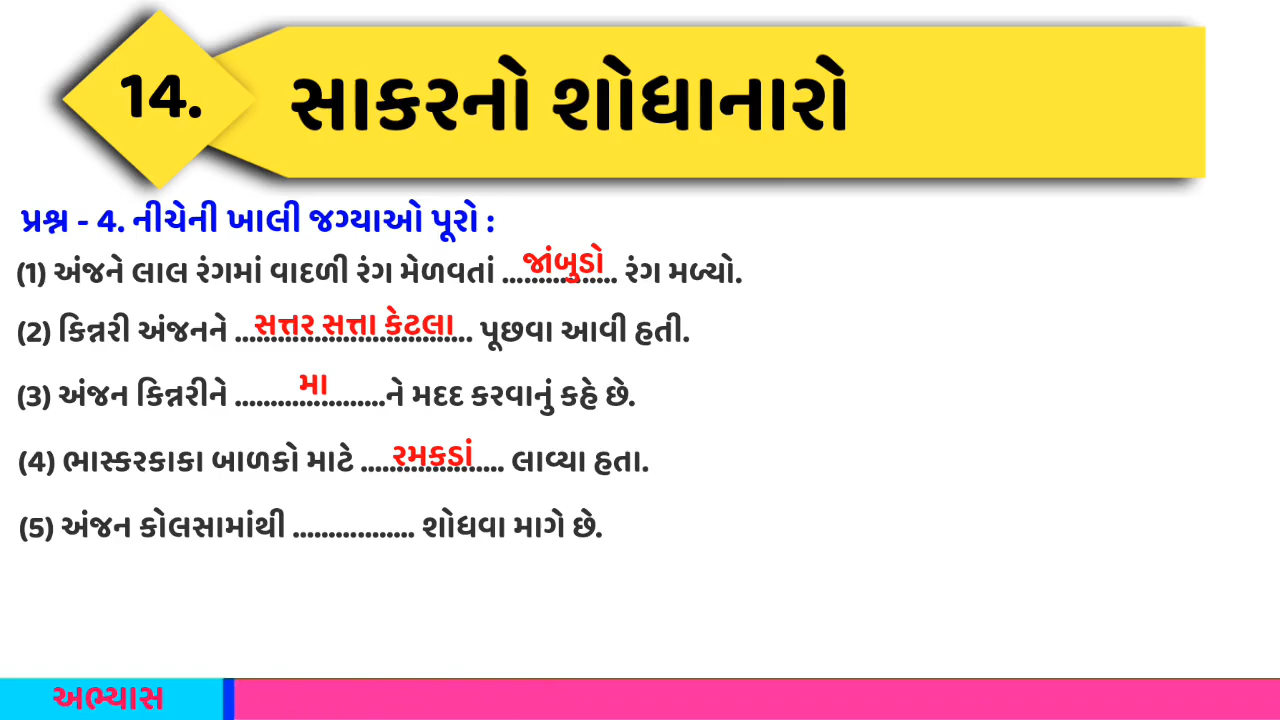 14. સાકરનો શોધાનારો
પ્રશ્ન - 4. નીચેની ખાલી જગ્યાઓ પૂરો :
(1) અંજને લાલ રંગમાં વાદળી રંગ મેળવતાં ...જાંબુડો... રંગ મળ્યો.
(2) કિન્નરી અંજનને ...સત્તર સત્તા કેટલા... પૂછવા આવી હતી.
(3) અંજન કિન્નરીને ...મા...ને મદદ કરવાનું કહે છે.
(4) ભાસ્કરકાકા બાળકો માટે ...રમકડાં... લાવ્યા હતા.
(5) અંજન કોલસામાંથી ................. શોધવા માગે છે.
અભ્યાસ